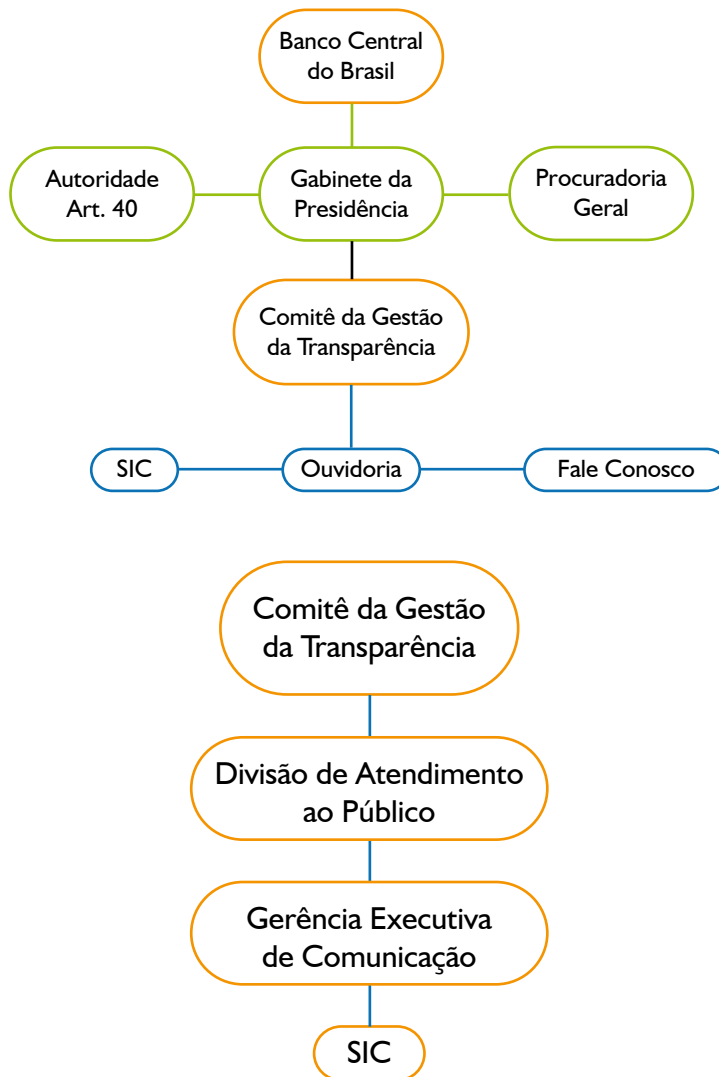 Banco Central
do Brasil
Autoridade
Art. 40
Gabinete da
Presidência
Procuradoria
Geral
Comitê da Gestão
da Transparência
SIC
Ouvidoria
Fale Conosco
Comitê da Gestão
da Transparência
Divisão de Atendimento
ao Público
Gerência Executiva
de Comunicação
SIC